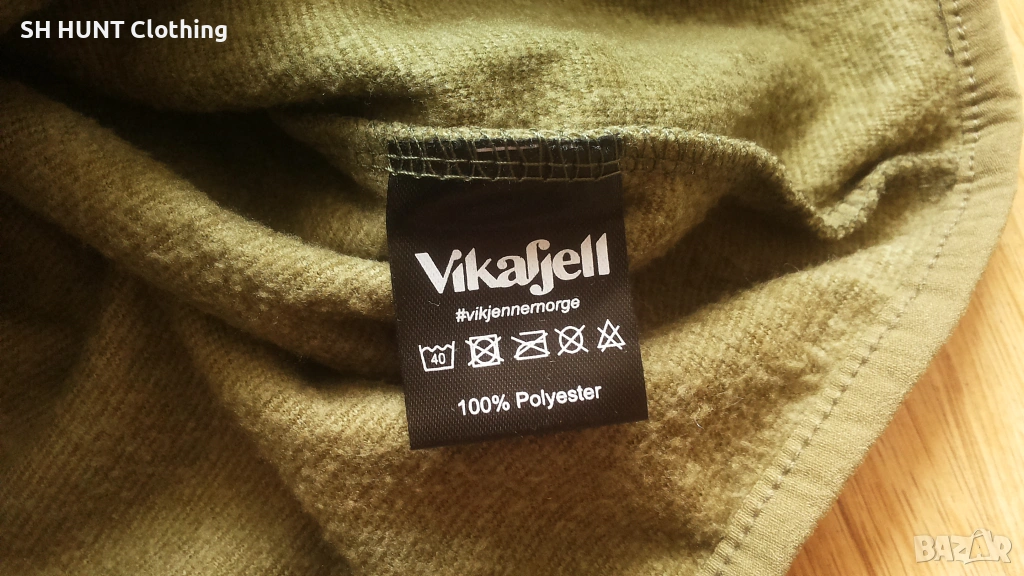 SH HUNT Clothing
Vikafjell
#vikjennernorge
40
100% Polyester
BAZAR